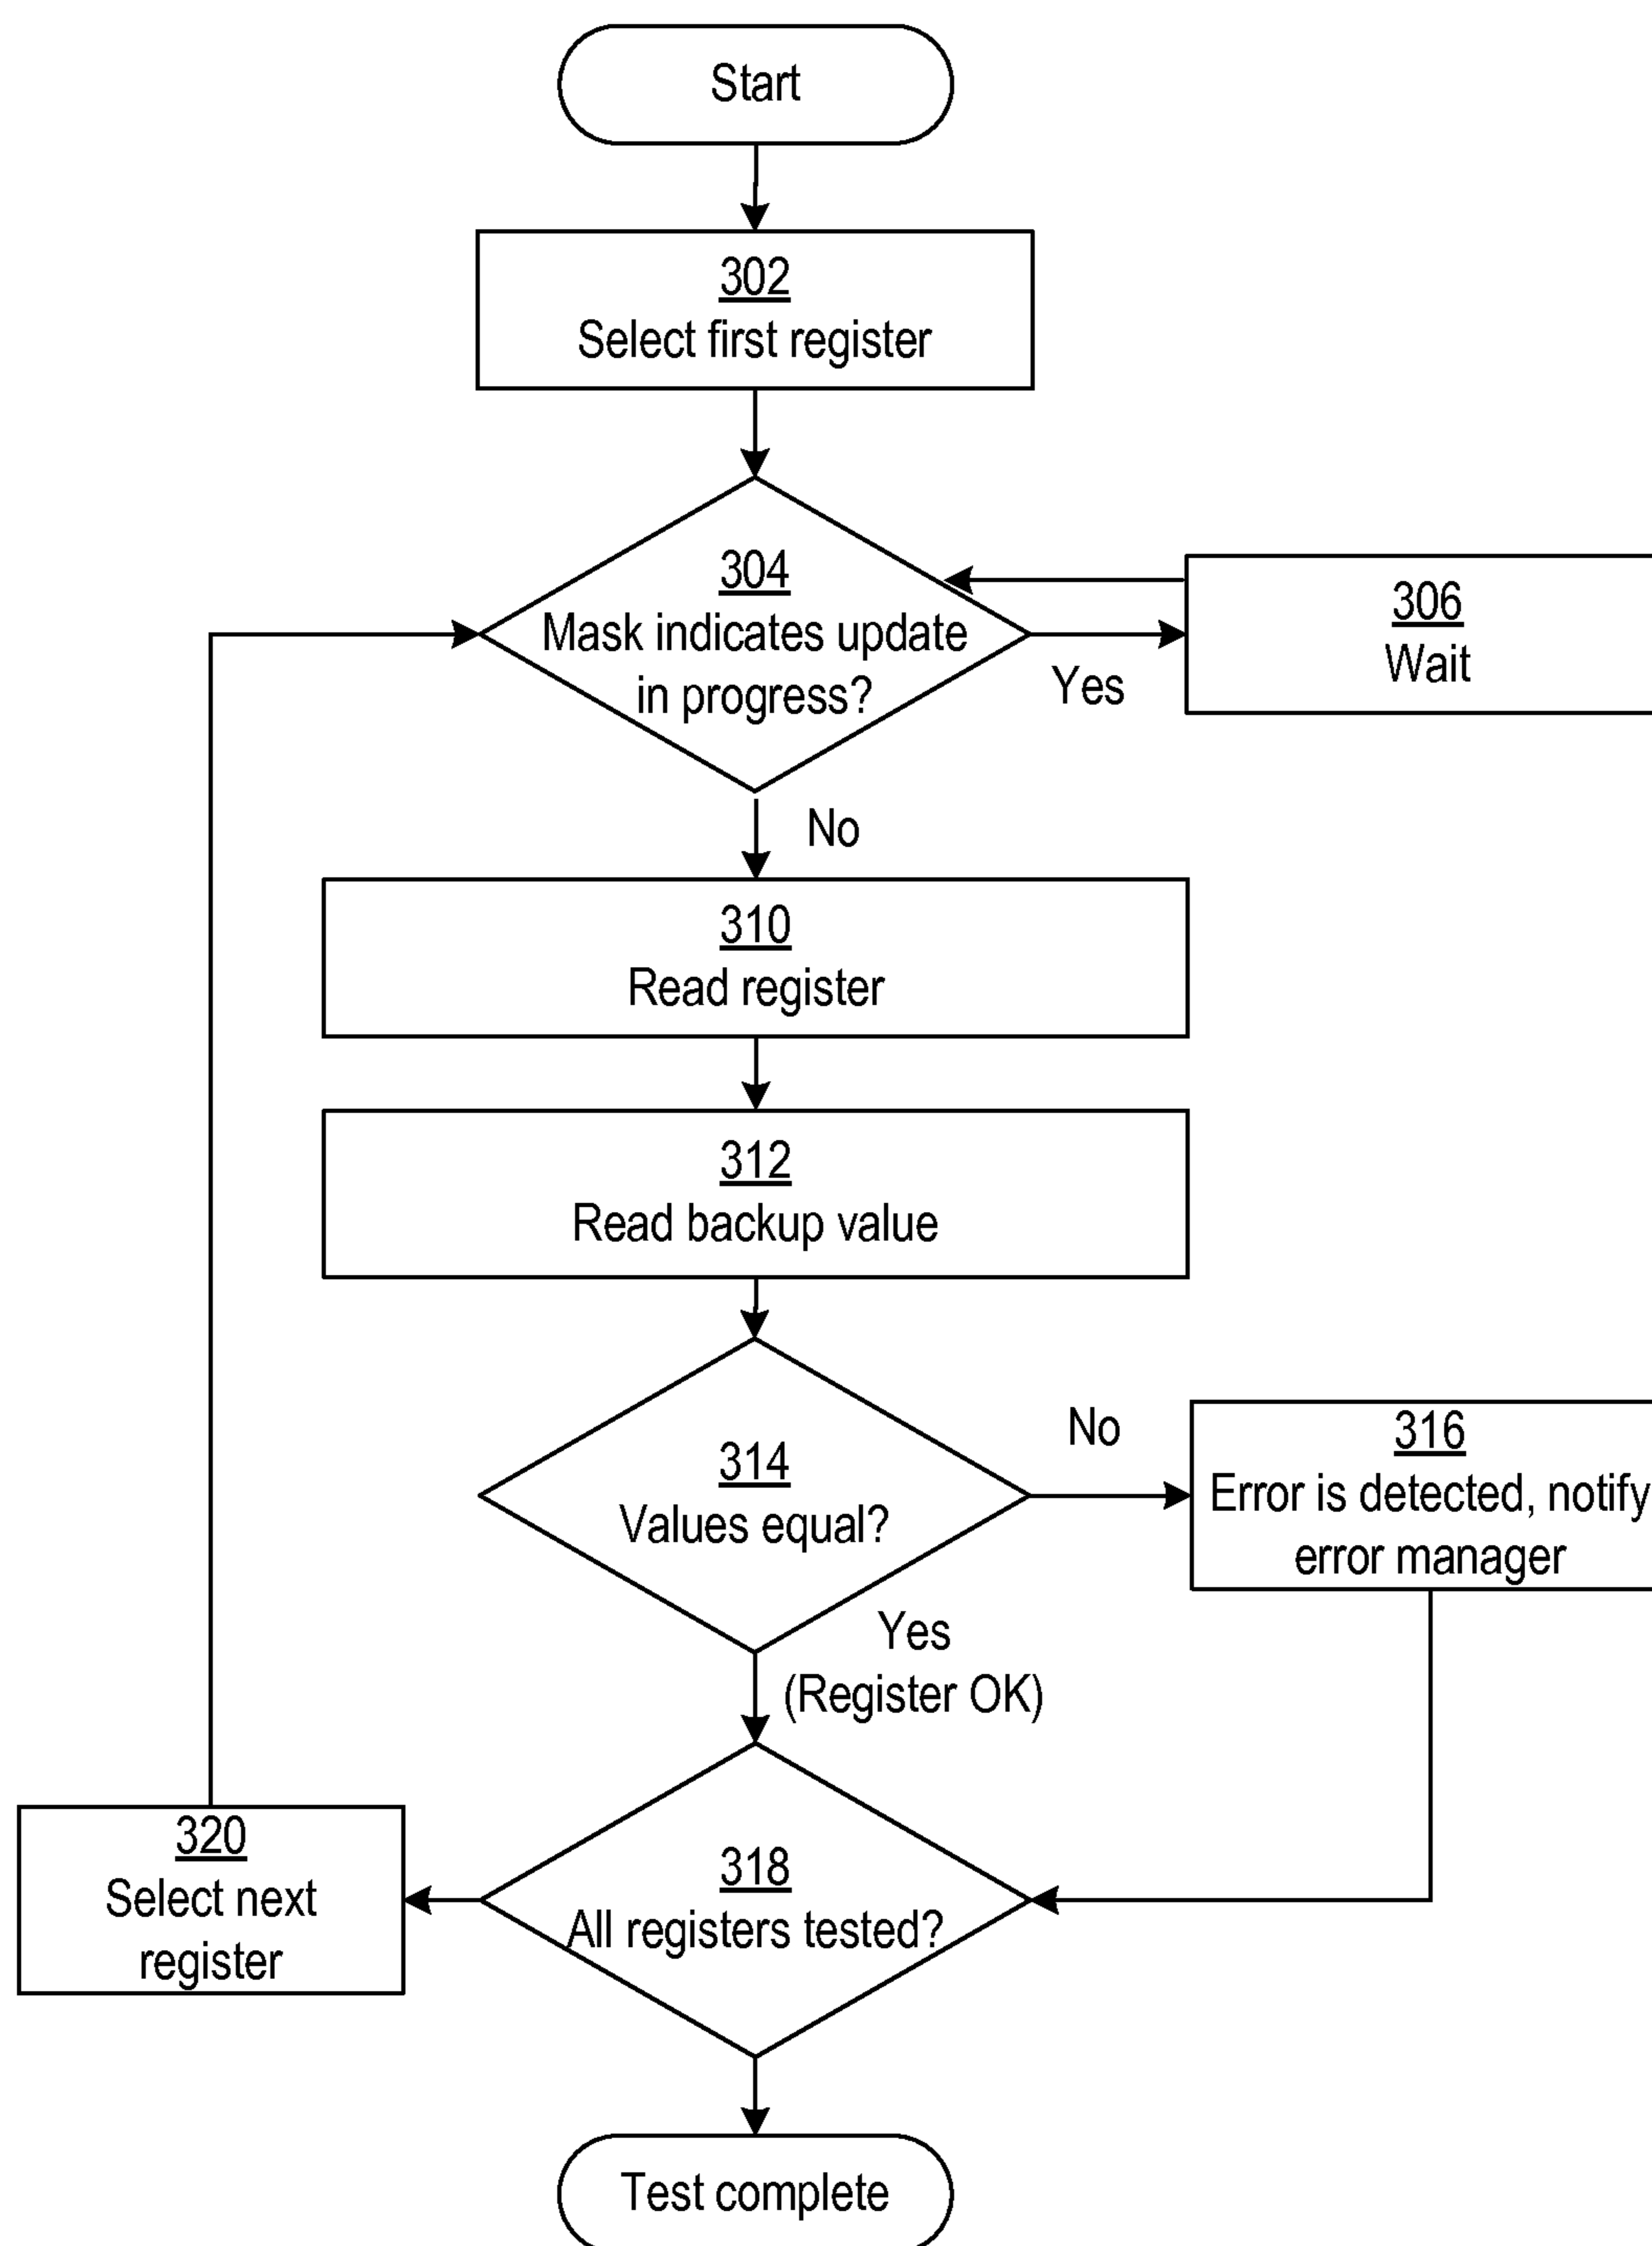 Start
302
Select first register
304
Mask indicates update
in progress?
306
Wait
Yes
No
310
Read register
312
Read backup value
314
Values equal?
No
316
Error is detected, notify
error manager
Yes
(Register OK)
318
All registers tested?
320
Select next
register
Test complete